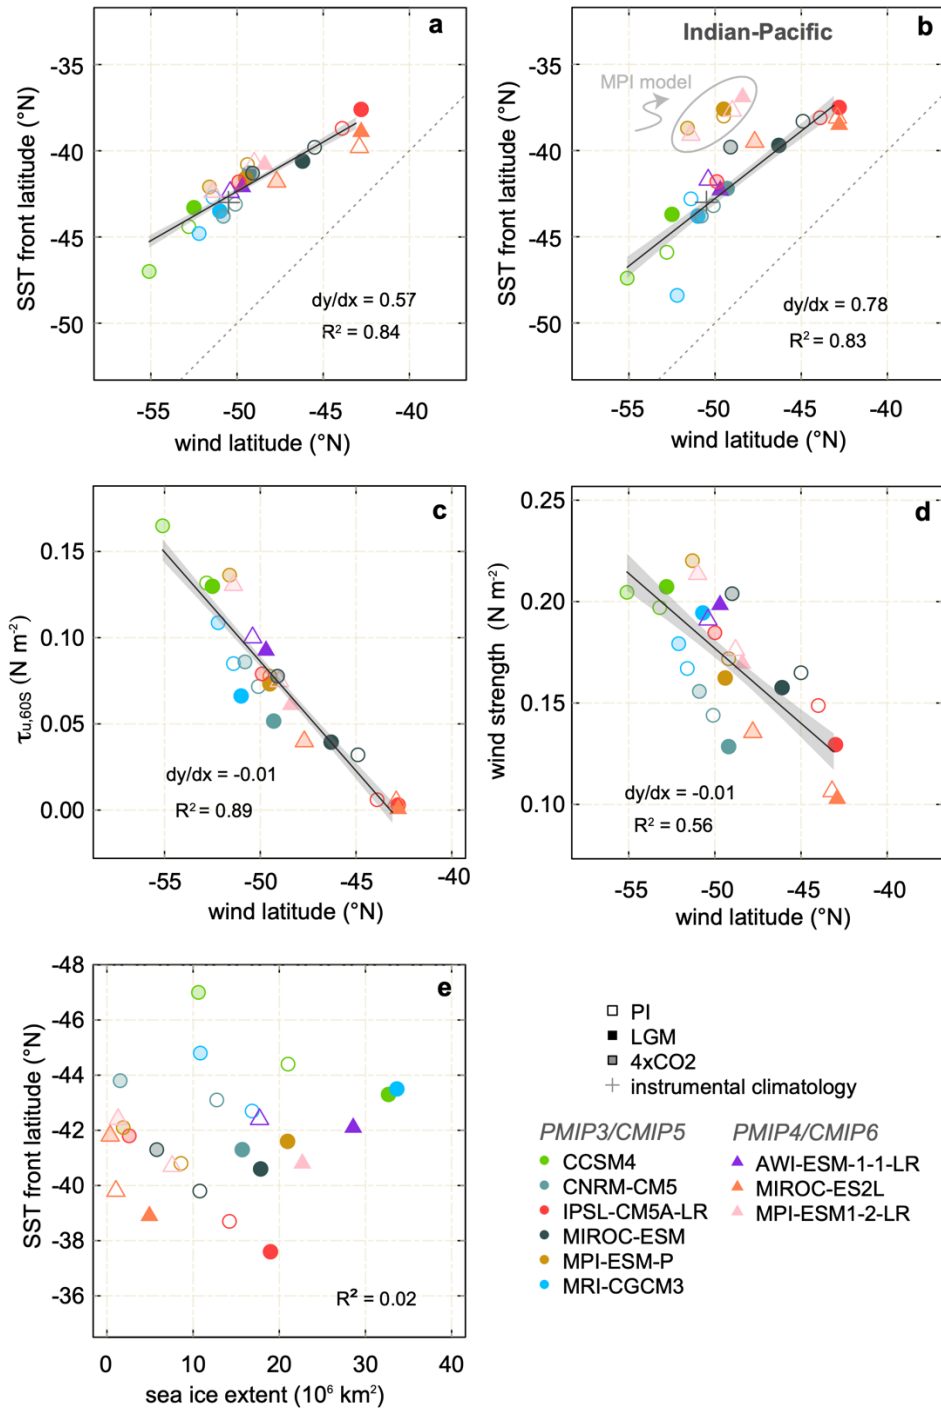 a
-35
-40
-45
-50
SST front latitude (°N)
dy/dx = 0.57
R² = 0.84
-55
-50
-45
-40
wind latitude (°N)
Indian-Pacific
b
MPI model
-35
-40
-45
-50
SST front latitude (°N)
dy/dx = 0.78
R² = 0.83
-55
-50
-45
-40
wind latitude (°N)
c
0.15
0.10
0.05
0.00
τu,60S (N m⁻²)
dy/dx = -0.01
R² = 0.89
-55
-50
-45
-40
wind latitude (°N)
d
0.25
0.20
0.15
0.10
wind strength (N m⁻²)
dy/dx = -0.01
R² = 0.56
-55
-50
-45
-40
wind latitude (°N)
e
-48
-46
-44
-42
-40
-38
-36
SST front latitude (°N)
R² = 0.02
0
10
20
30
40
sea ice extent (10⁶ km²)
PI
LGM
4xCO2
instrumental climatology
PMIP3/CMIP5
CCSM4
CNRM-CM5
IPSL-CM5A-LR
MIROC-ESM
MPI-ESM-P
MRI-CGCM3
PMIP4/CMIP6
AWI-ESM-1-1-LR
MIROC-ES2L
MPI-ESM1-2-LR